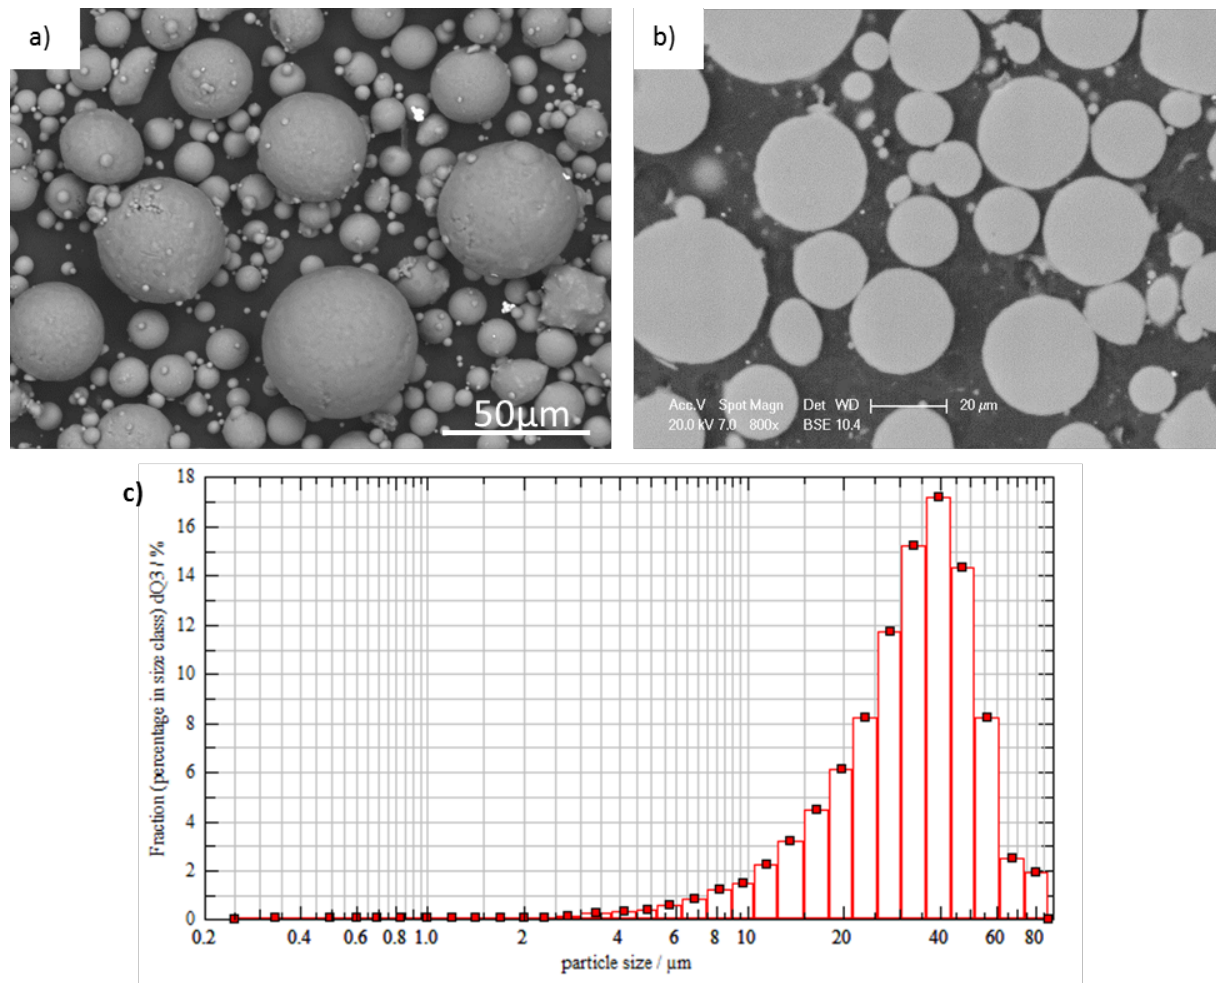 a)
b)
50μm
Acc.V Spot Magn Det WD 20 μm
20.0 kV 7.0 800x BSE 10.4
c)
Fraction (percentage in size class) dQ3 / %
18
16
14
12
10
8
6
4
2
0
0.2 0.4 0.6 0.8 1.0 2 4 6 8 10 20 40 60 80
particle size / μm